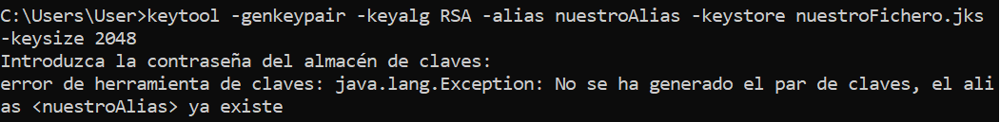 C:\Users\User>keytool -genkeypair -keyalg RSA -alias nuestroAlias -keystore nuestroFichero.jks
-keysize 2048
Introduzca la contraseña del almacén de claves:
error de herramienta de claves: java.lang.Exception: No se ha generado el par de claves, el ali
as <nuestroAlias> ya existe